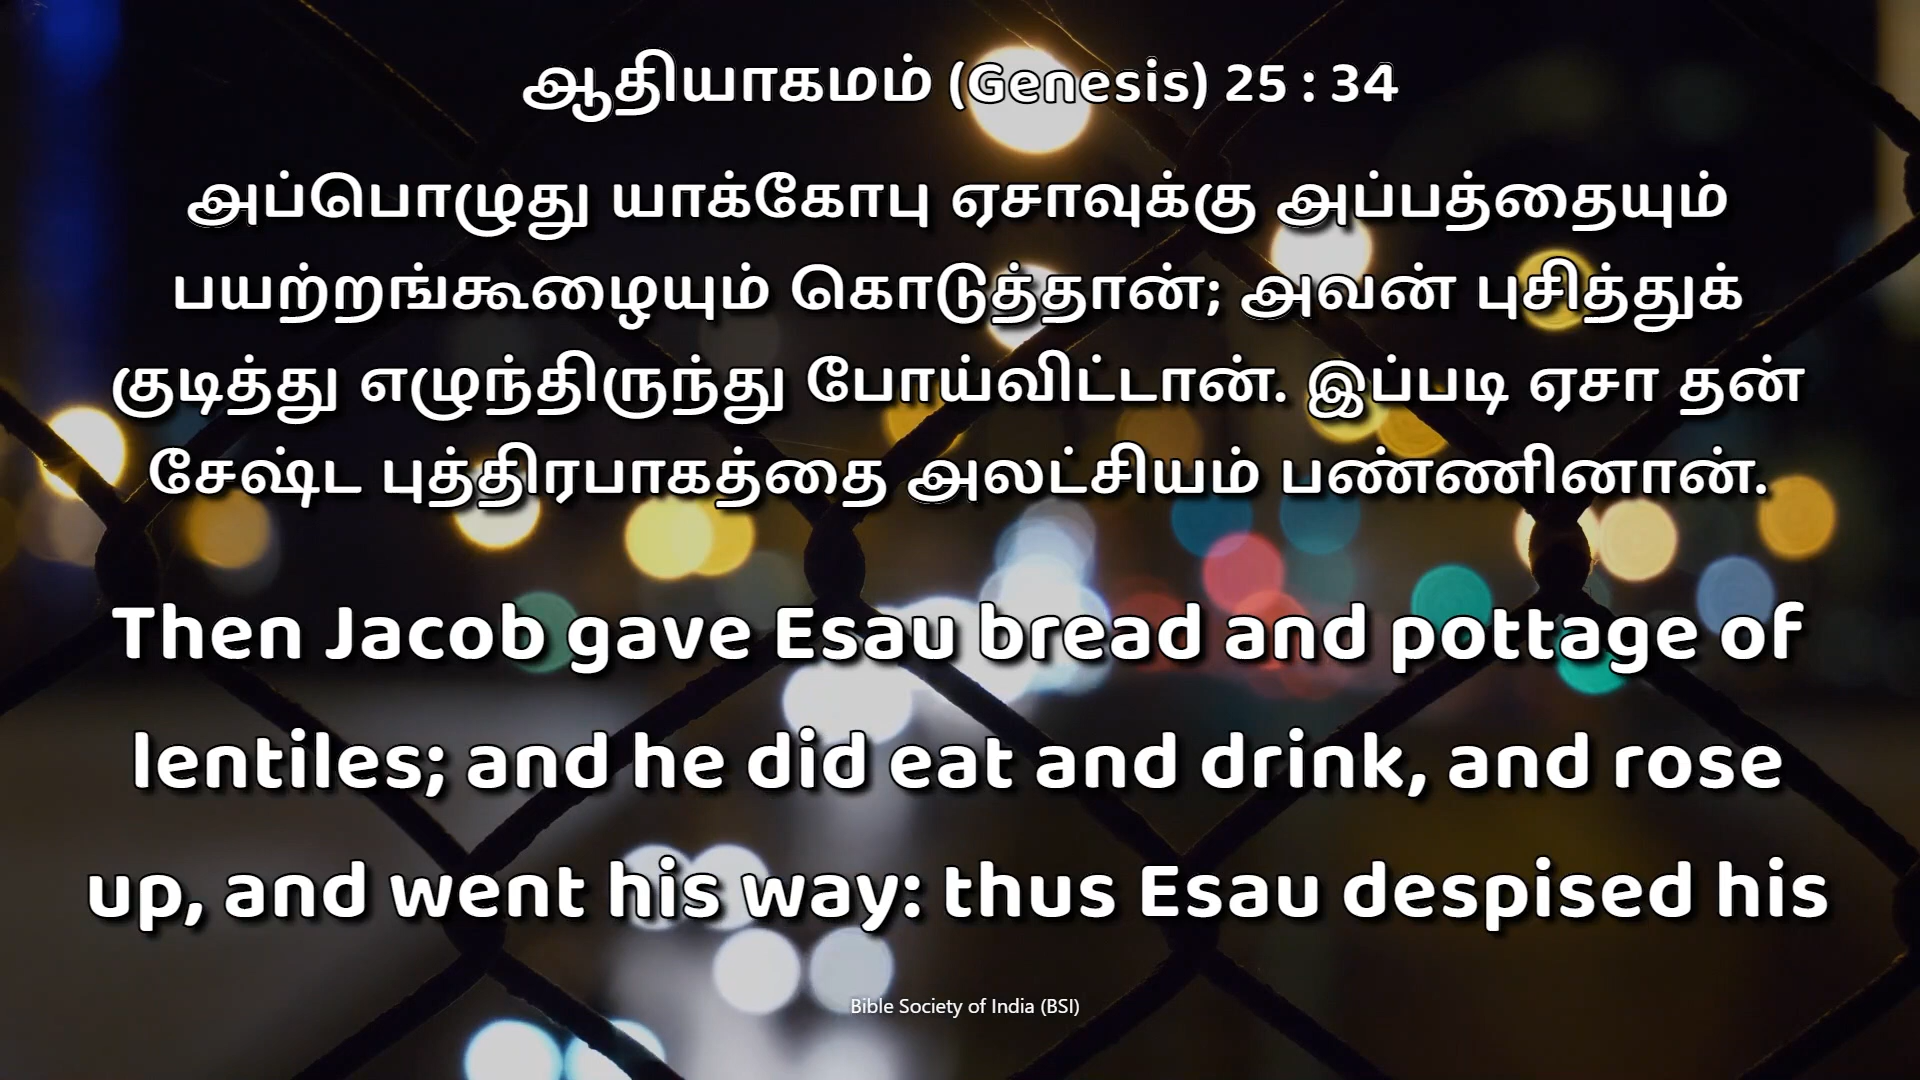 ஆதியாகமம் (Genesis) 25 : 34
அப்பொழுது யாக்கோபு ஏசாவுக்கு அப்பத்தையும்
பயற்றங்கூழையும் கொடுத்தான்; அவன் புசித்துக்
குடித்து எழுந்திருந்து போய்விட்டான். இப்படி ஏசா தன்
சேஷ்ட புத்திரபாகத்தை அலட்சியம் பண்ணினான்.
Then Jacob gave Esau bread and pottage of
lentiles; and he did eat and drink, and rose
up, and went his way: thus Esau despised his
Bible Society of India (BSI)